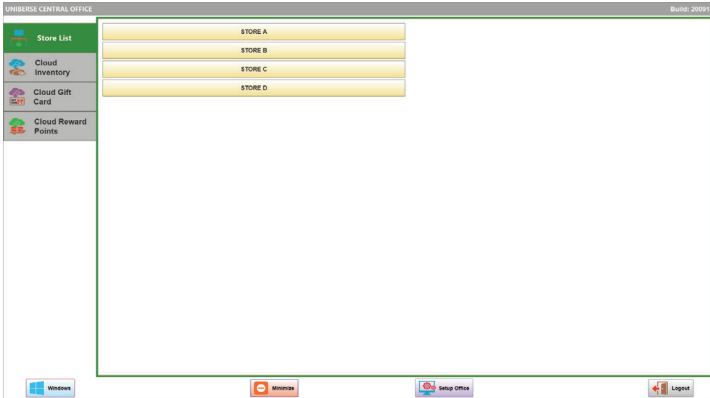 UNIBERSE CENTRAL OFFICE
Build: 20091
Store List
Cloud
Inventory
Cloud Gift
Card
Cloud Reward
Points
STORE A
STORE B
STORE C
STORE D
Windows
Minimize
Setup Office
Logout